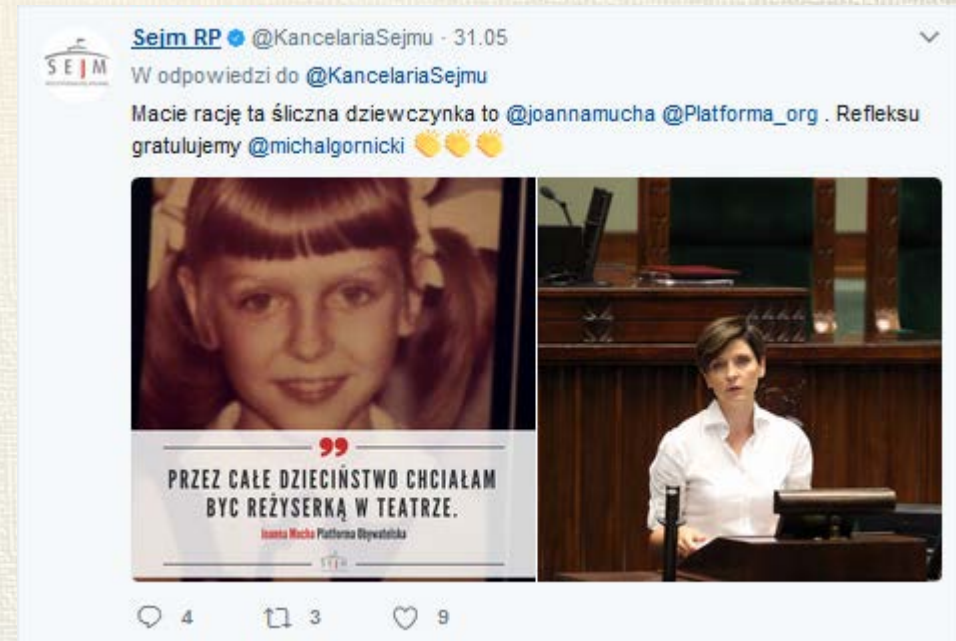 Sejm RP @KancelariaSejmu · 31.05
SEJM
W odpowiedzi do @KancelariaSejmu
Macie rację ta śliczna dziewczynka to @joannamucha @Platforma_org . Refleksu
gratulujemy @michalgornicki 👏👏👏
PRZEZ CAŁE DZIECIŃSTWO CHCIAŁAM
BYC REŻYSERKĄ W TEATRZE.
Joanna Mucha Platforma Obywatelska
SEJM
4 3 9